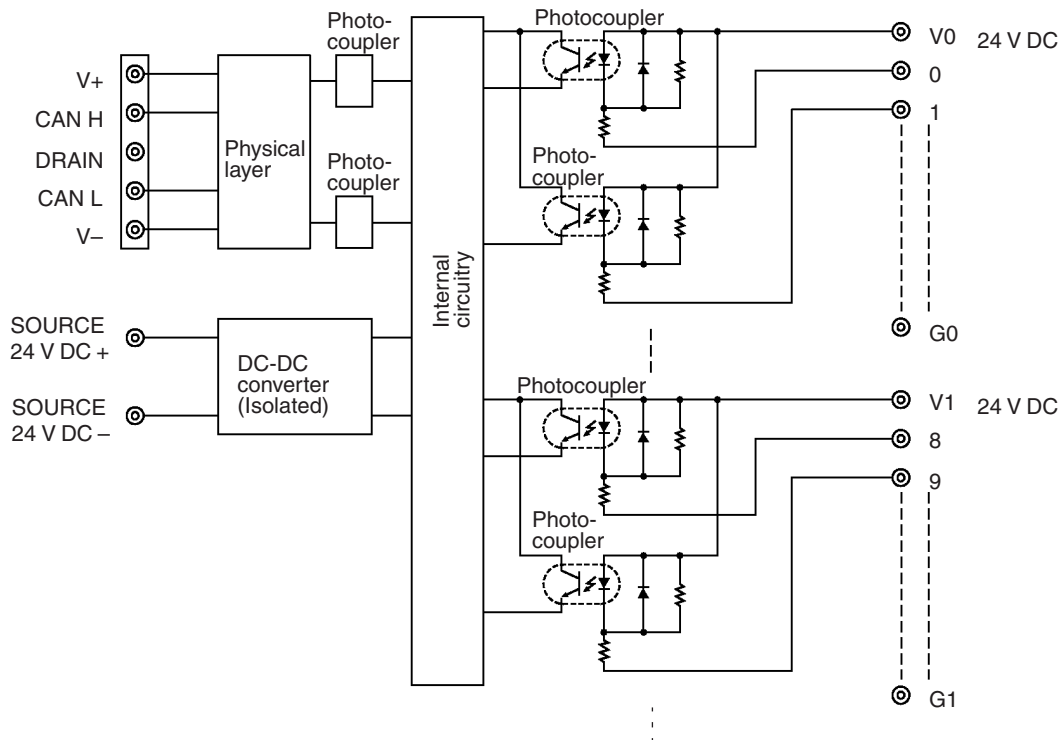 Photo-
coupler
Photocoupler
V0 24 V DC
0
1
V+
CAN H
DRAIN
CAN L
V–
Physical
layer
Photo-
coupler
Photo-
coupler
Internal
circuitry
G0
SOURCE
24 V DC +
SOURCE
24 V DC –
DC-DC
converter
(Isolated)
Photocoupler
V1 24 V DC
8
9
Photo-
coupler
G1